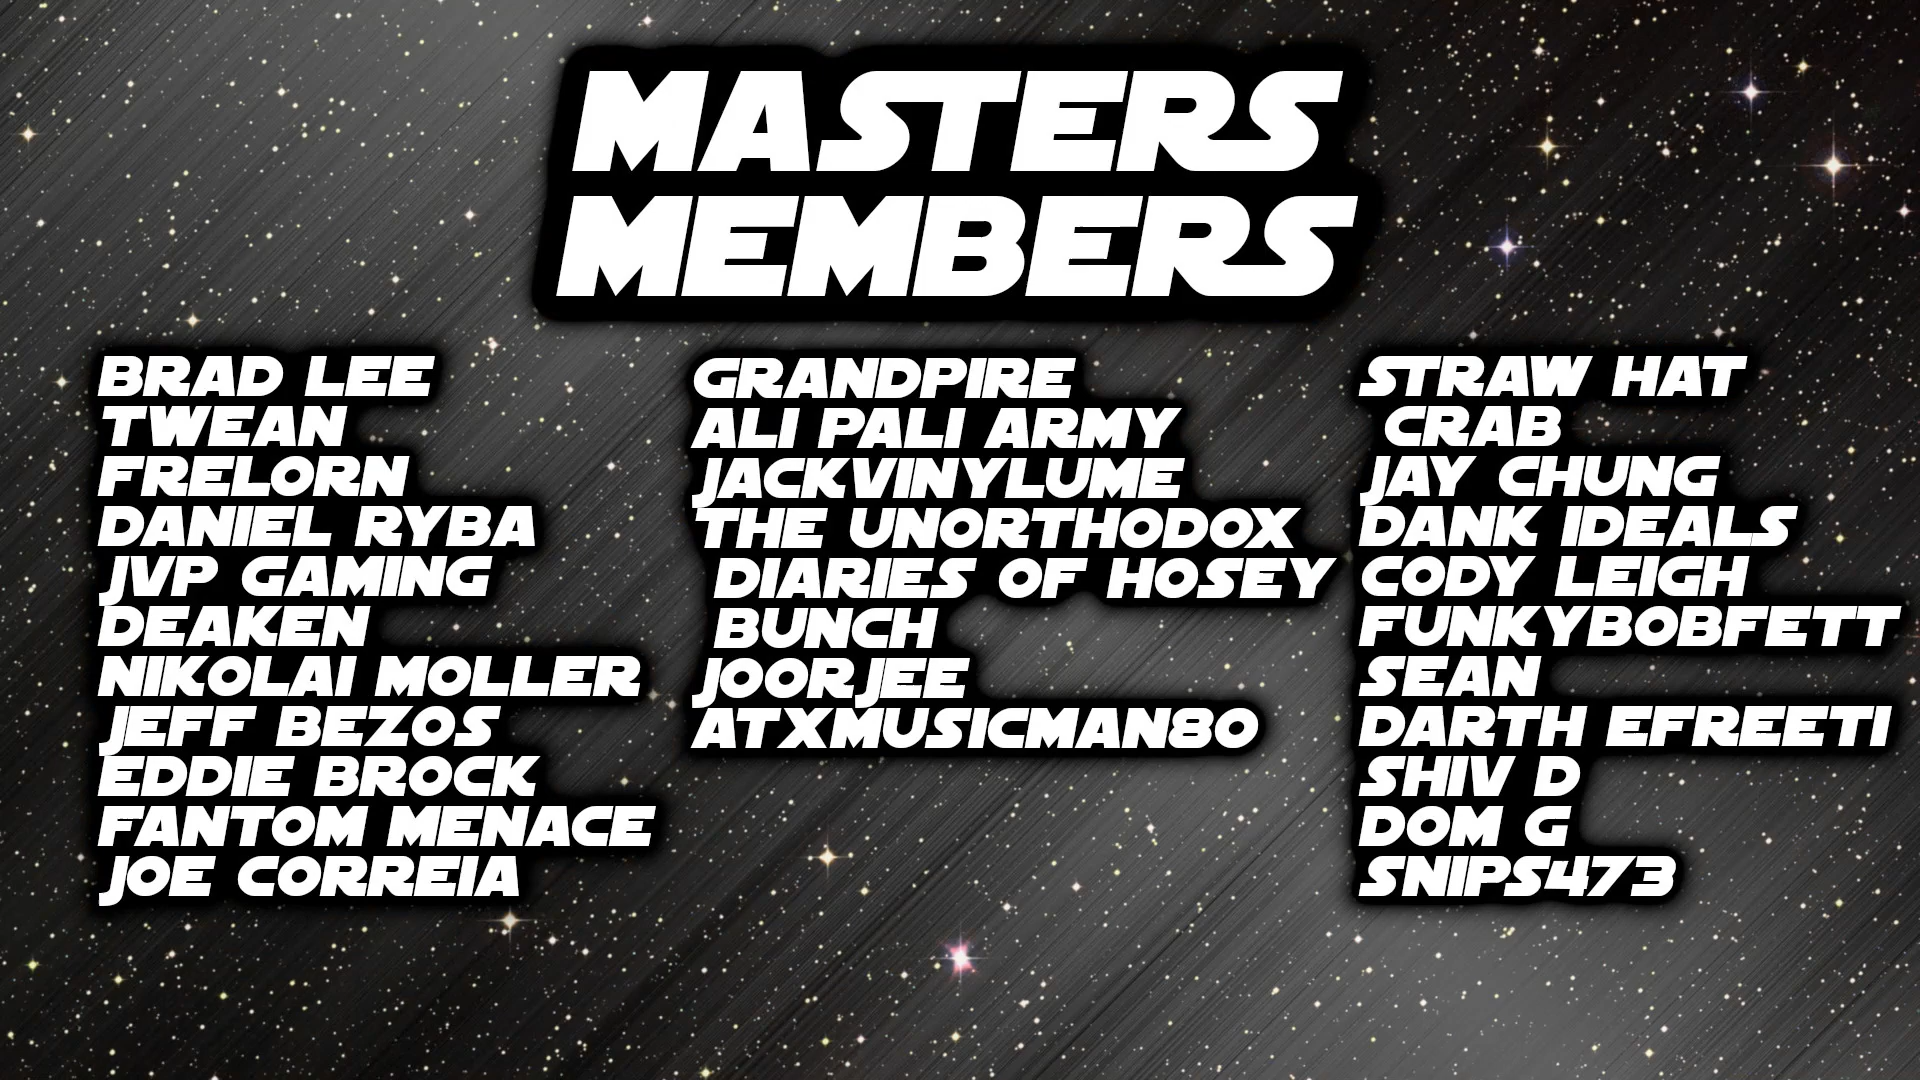 MASTERS
MEMBERS
BRAD LEE
TWEAN
FRELORN
DANIEL RYBA
JVP GAMING
DEAKEN
NIKOLAI MOLLER
JEFF BEZOS
EDDIE BROCK
FANTOM MENACE
JOE CORREIA
GRANDPIRE
ALI PALI ARMY
JACKVINYLUME
THE UNORTHODOX
DIARIES OF HOSEY
BUNCH
JOORJEE
ATXMUSICMAN80
STRAW HAT
CRAB
JAY CHUNG
DANK IDEALS
CODY LEIGH
FUNKYBOBFETT
SEAN
DARTH EFREETI
SHIV D
DOM G
SNIPS473